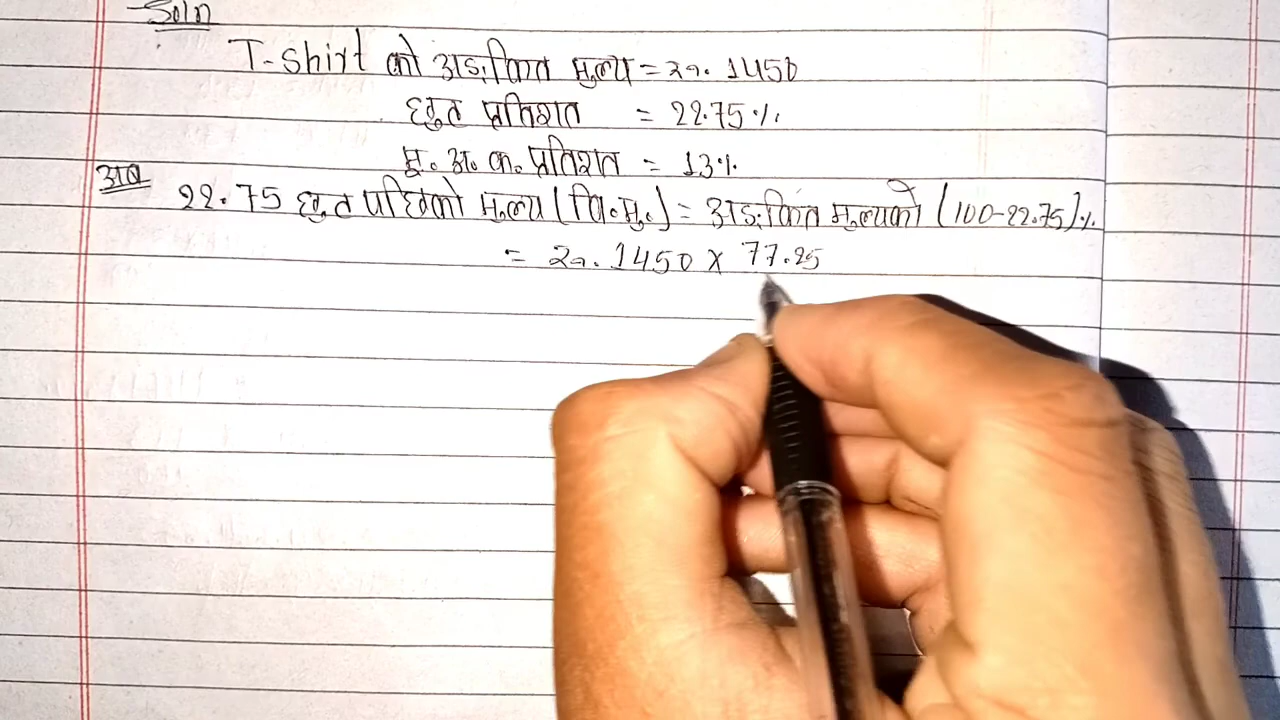 Soln
T-shirt को अङ्कित मुल्य = रु. 1450
छुट प्रतिशत = 22.75%
मु. अ. क. प्रतिशत = 13%
अब 22.75 छुट पछिको मुल्य (वि.मु.) = अङ्कित मुल्यको (100-22.75)%
= रु. 1450 x 77.25